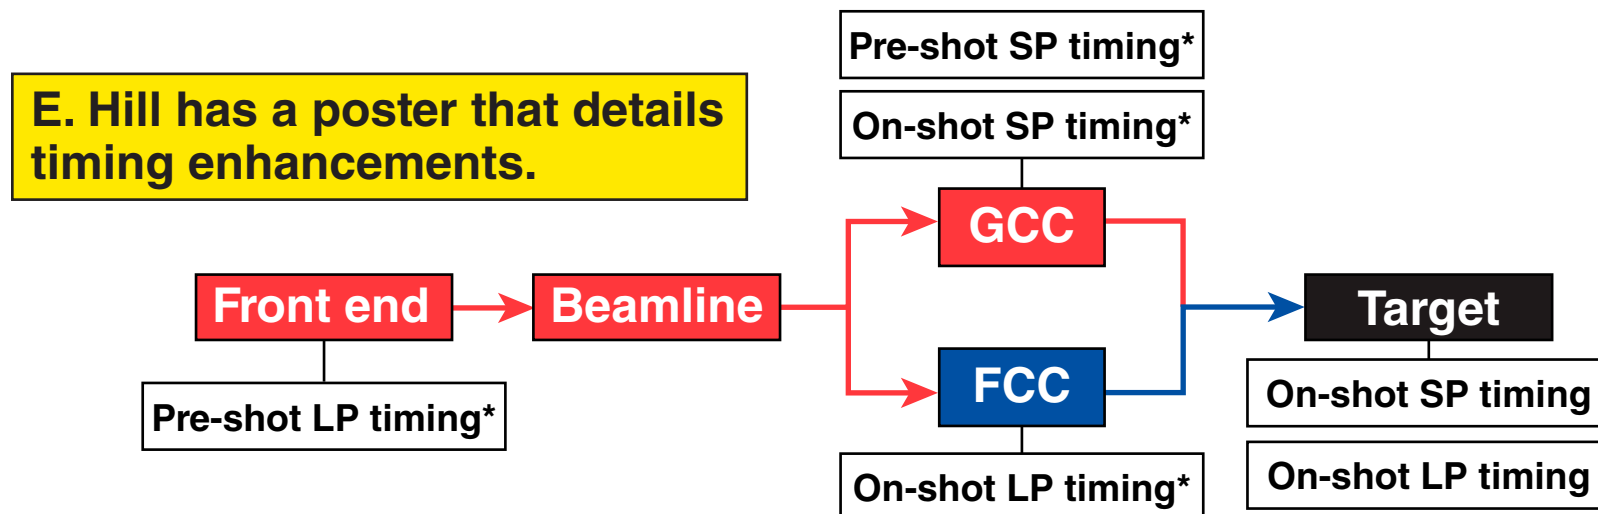 Pre-shot SP timing*
E. Hill has a poster that details
timing enhancements.
On-shot SP timing*
GCC
Front end
Beamline
Target
FCC
Pre-shot LP timing*
On-shot SP timing
On-shot LP timing*
On-shot LP timing